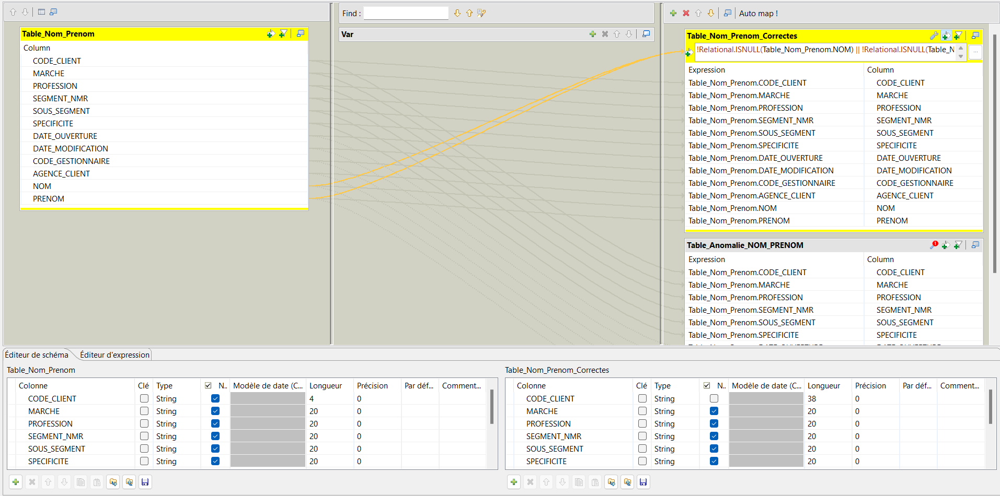 Find :
Auto map !
Table_Nom_Prenom
Column
CODE_CLIENT
MARCHE
PROFESSION
SEGMENT_NMR
SOUS_SEGMENT
SPECIFICITE
DATE_OUVERTURE
DATE_MODIFICATION
CODE_GESTIONNAIRE
AGENCE_CLIENT
NOM
PRENOM
Var
Table_Nom_Prenom_Correctes
!Relational.ISNULL(Table_Nom_Prenom.NOM) || !Relational.ISNULL(Table_N
...
Expression Column
Table_Nom_Prenom.CODE_CLIENT CODE_CLIENT
Table_Nom_Prenom.MARCHE MARCHE
Table_Nom_Prenom.PROFESSION PROFESSION
Table_Nom_Prenom.SEGMENT_NMR SEGMENT_NMR
Table_Nom_Prenom.SOUS_SEGMENT SOUS_SEGMENT
Table_Nom_Prenom.SPECIFICITE SPECIFICITE
Table_Nom_Prenom.DATE_OUVERTURE DATE_OUVERTURE
Table_Nom_Prenom.DATE_MODIFICATION DATE_MODIFICATION
Table_Nom_Prenom.CODE_GESTIONNAIRE CODE_GESTIONNAIRE
Table_Nom_Prenom.AGENCE_CLIENT AGENCE_CLIENT
Table_Nom_Prenom.NOM NOM
Table_Nom_Prenom.PRENOM PRENOM
Table_Anomalie_NOM_PRENOM
Expression Column
Table_Nom_Prenom.CODE_CLIENT CODE_CLIENT
Table_Nom_Prenom.MARCHE MARCHE
Table_Nom_Prenom.PROFESSION PROFESSION
Table_Nom_Prenom.SEGMENT_NMR SEGMENT_NMR
Table_Nom_Prenom.SOUS_SEGMENT SOUS_SEGMENT
Table_Nom_Prenom.SPECIFICITE SPECIFICITE
Éditeur de schéma Éditeur d'expression
Table_Nom_Prenom
Colonne Clé Type N.. Modèle de date (C... Longueur Précision Par déf... Comment...
CODE_CLIENT String 4 0
MARCHE String 20 0
PROFESSION String 20 0
SEGMENT_NMR String 20 0
SOUS_SEGMENT String 20 0
SPECIFICITE String 20 0
Table_Nom_Prenom_Correctes
Colonne Clé Type N.. Modèle de date (C... Longueur Précision Par déf... Comment...
CODE_CLIENT String 38 0
MARCHE String 20 0
PROFESSION String 20 0
SEGMENT_NMR String 20 0
SOUS_SEGMENT String 20 0
SPECIFICITE String 20 0